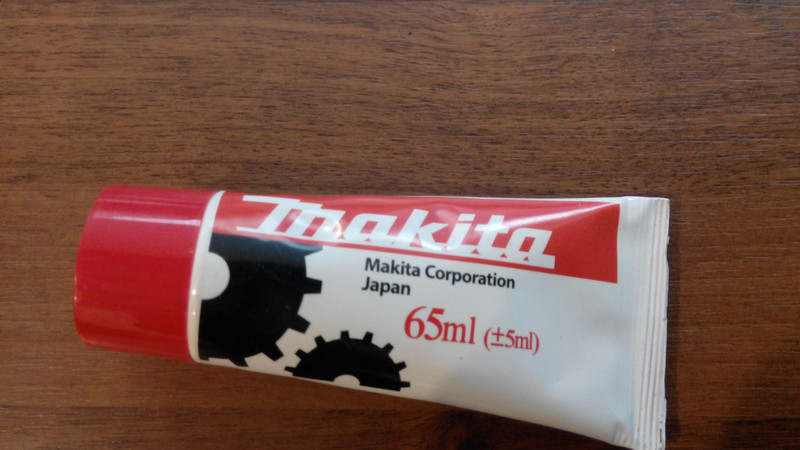 makita
Makita Corporation
Japan
65ml (±5ml)